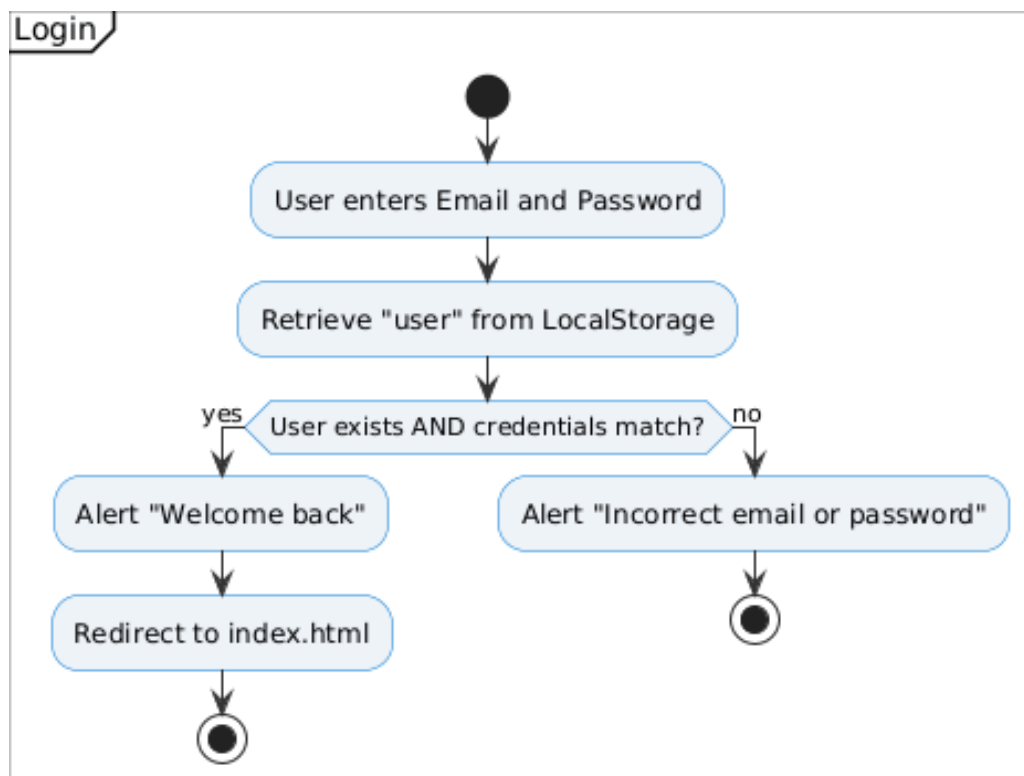 Login
User enters Email and Password
Retrieve "user" from LocalStorage
yes
User exists AND credentials match?
no
Alert "Welcome back"
Alert "Incorrect email or password"
Redirect to index.html